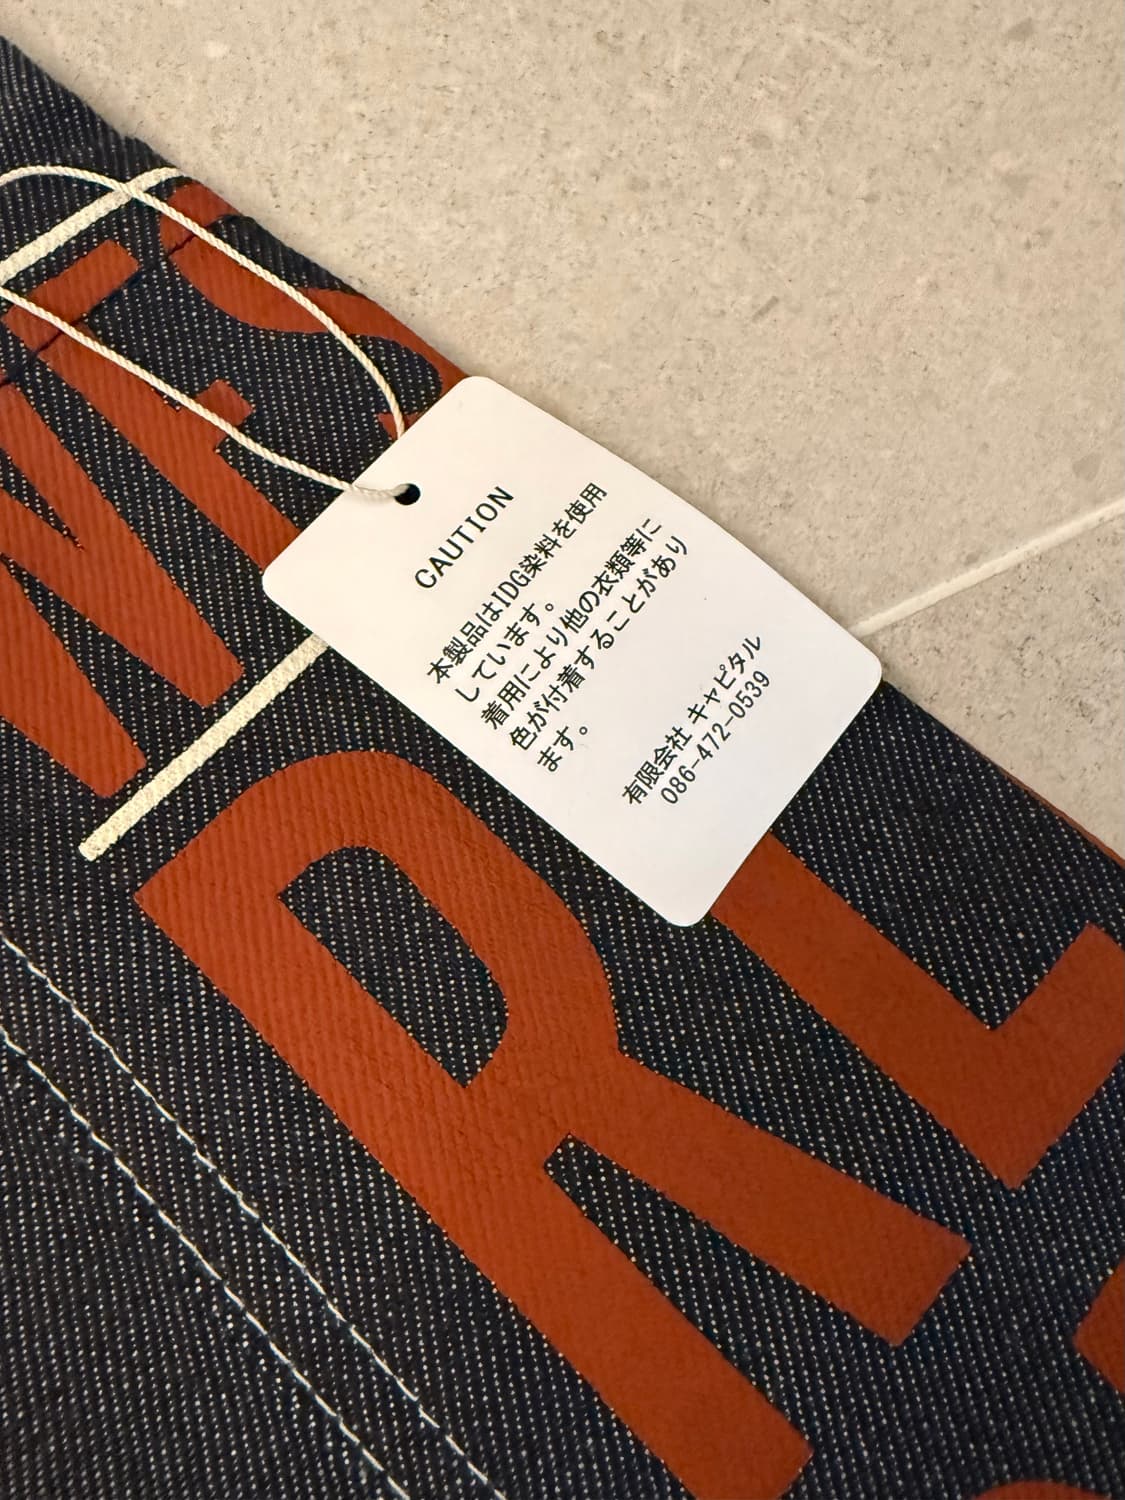 CAUTION
本製品はIDG染料を使用
しています。
着用により他の衣類等に
色が付着することがあり
ます。
有限会社 キャピタル
086-472-0539